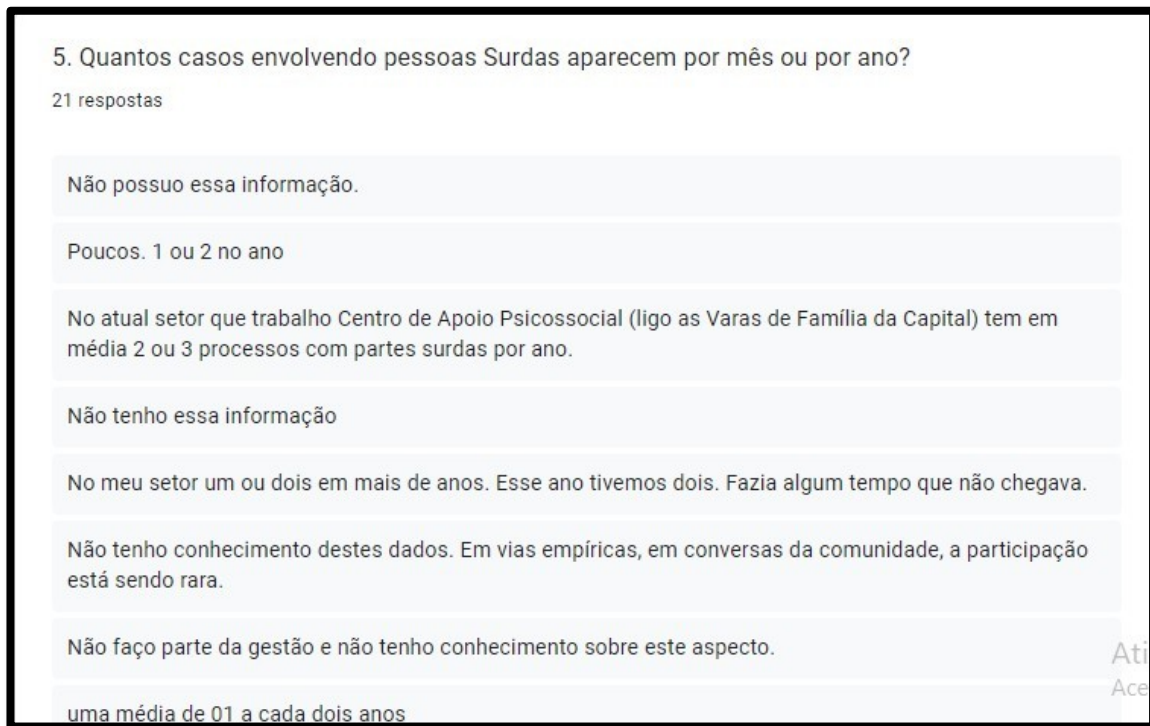 5. Quantos casos envolvendo pessoas Surdas aparecem por mês ou por ano?
21 respostas
Não possuo essa informação.
Poucos. 1 ou 2 no ano
No atual setor que trabalho Centro de Apoio Psicossocial (ligo as Varas de Família da Capital) tem em
média 2 ou 3 processos com partes surdas por ano.
Não tenho essa informação
No meu setor um ou dois em mais de anos. Esse ano tivemos dois. Fazia algum tempo que não chegava.
Não tenho conhecimento destes dados. Em vias empíricas, em conversas da comunidade, a participação
está sendo rara.
Não faço parte da gestão e não tenho conhecimento sobre este aspecto.
Ati
Ace
uma média de 01 a cada dois anos